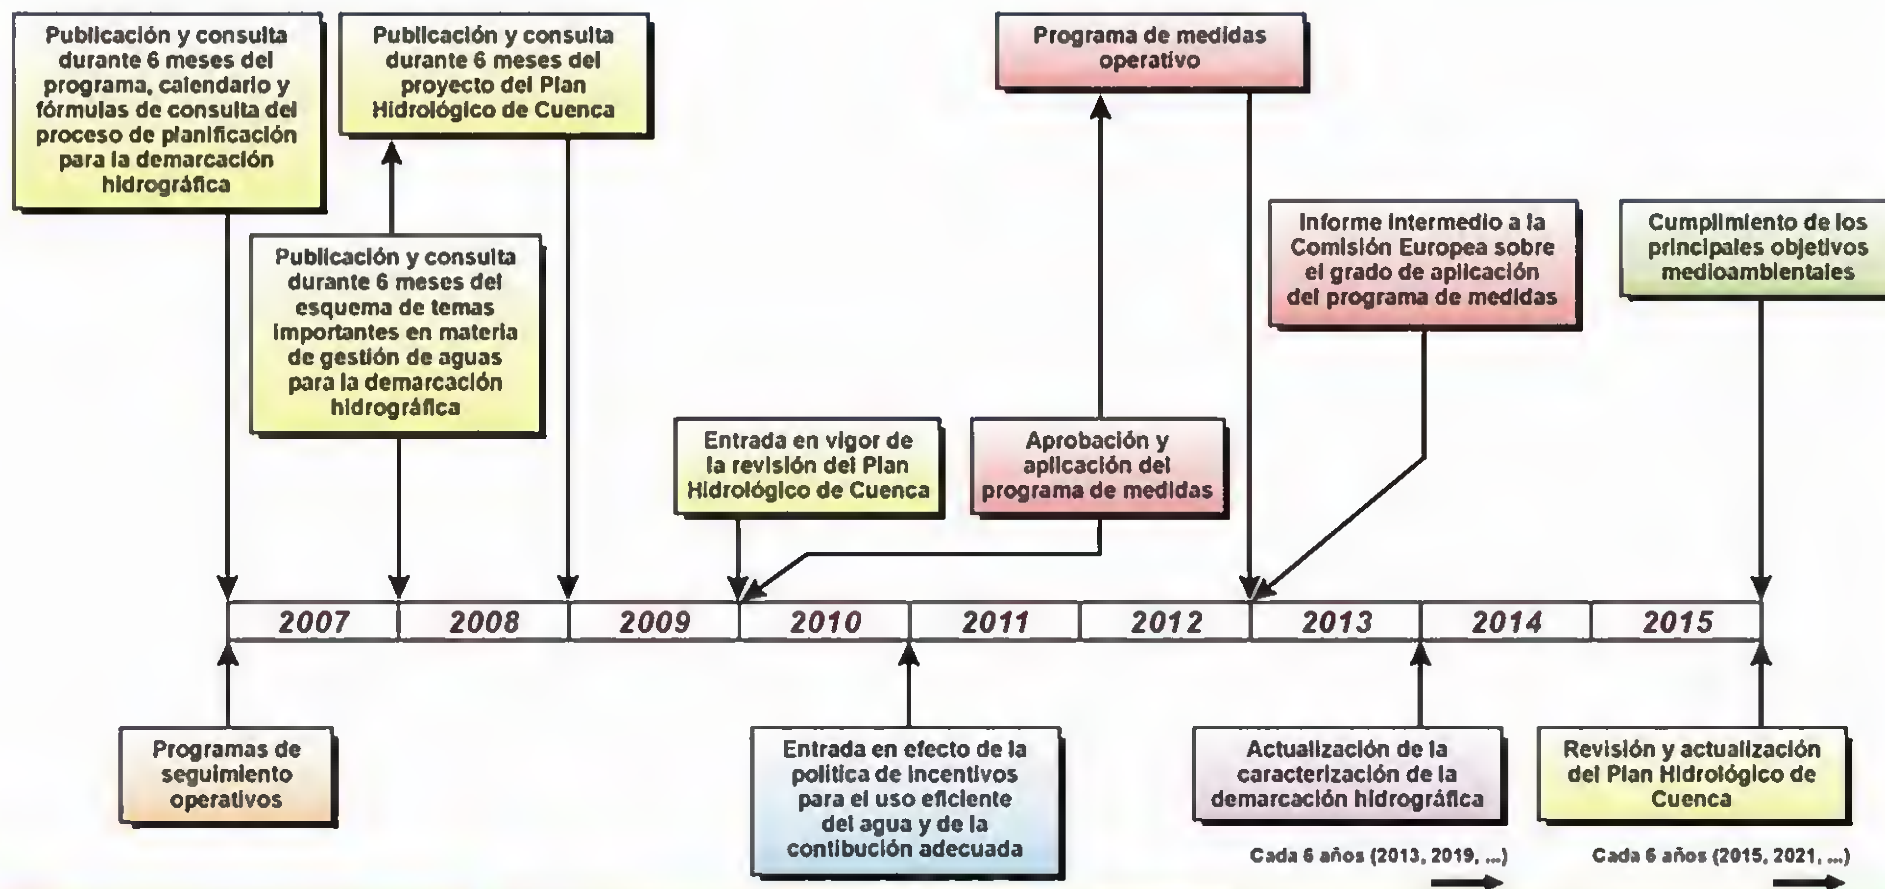 Publicación y consulta
durante 6 meses del
programa, calendario y
fórmulas de consulta del
proceso de planificación
para la demarcación
hidrográfica
Publicación y consulta
durante 6 meses del
proyecto del Plan
Hidrológico de Cuenca
Programa de medidas
operativo
Publicación y consulta
durante 6 meses del
esquema de temas
importantes en materia
de gestión de aguas
para la demarcación
hidrográfica
Informe intermedio a la
Comisión Europea sobre
el grado de aplicación
del programa de medidas
Cumplimiento de los
principales objetivos
medioambientales
Entrada en vigor de
la revisión del Plan
Hidrológico de Cuenca
Aprobación y
aplicación del
programa de medidas
2007 2008 2009 2010 2011 2012 2013 2014 2015
Programas de
seguimiento
operativos
Entrada en efecto de la
política de incentivos
para el uso eficiente
del agua y de la
contibución adecuada
Actualización de la
caracterización de la
demarcación hidrográfica
Revisión y actualización
del Plan Hidrológico de
Cuenca
Cada 6 años (2013, 2019, ...)
Cada 6 años (2015, 2021, ...)